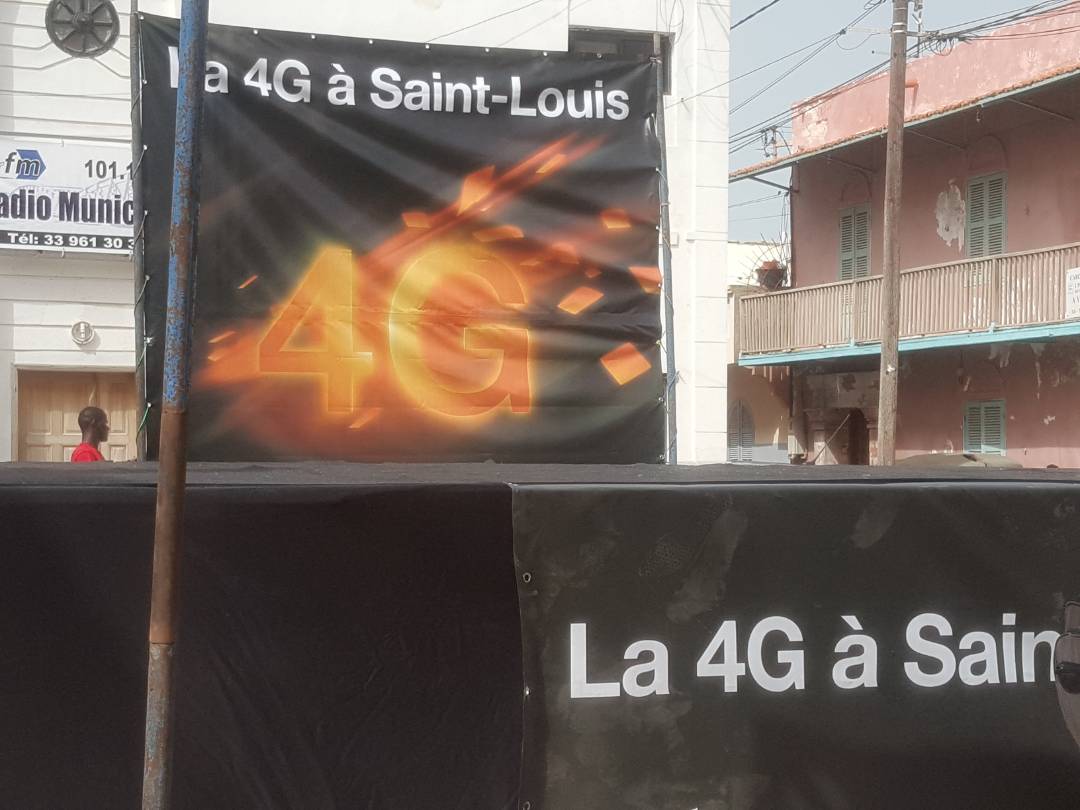 La 4G à Saint-Louis
4G
fm 101.1
adio Munic
Tél: 33 961 30 3
La 4G à Sain